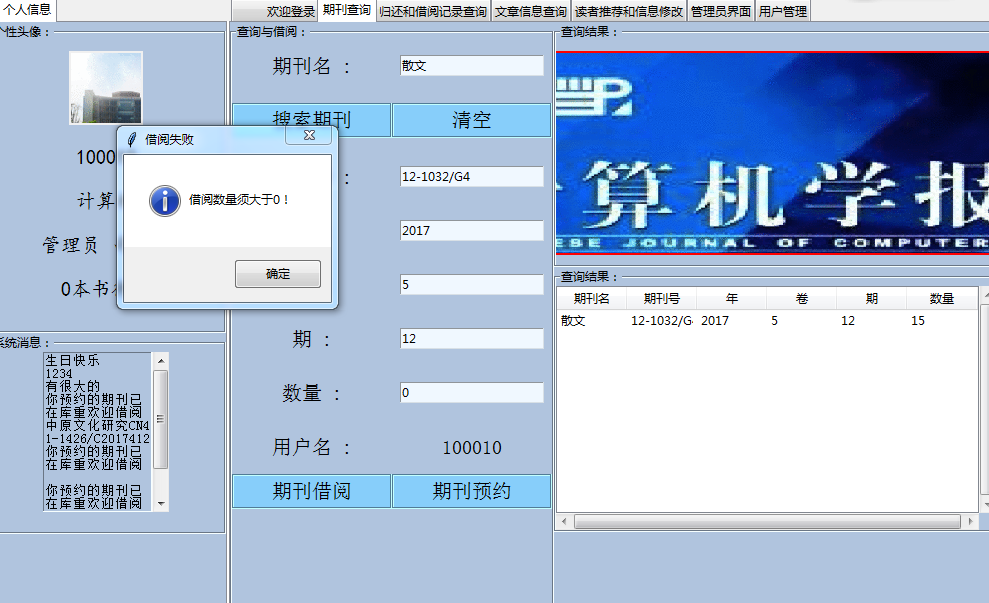 个人信息
欢迎登录 期刊查询 归还和借阅记录查询 文章信息查询 读者推荐和信息修改 管理员界面 用户管理
个性头像：
1000
计算
管理员
0本书
系统消息：
生日快乐
1234
有很大的
你预约的期刊已
在库重欢迎借阅
中原文化研究CN4
1-1426/C2017412
你预约的期刊已
在库重欢迎借阅
你预约的期刊已
在库重欢迎借阅
查询与借阅：
期刊名 ： 散文
搜索期刊 清空
： 12-1032/G4
2017
5
期 ： 12
数量 ： 0
用户名 ： 100010
期刊借阅 期刊预约
借阅失败
借阅数量须大于0！
确定
查询结果：
算机学报
ESE JOURNAL OF COMPUTER
查询结果：
期刊名 期刊号 年 卷 期 数量
散文 12-1032/G 2017 5 12 15